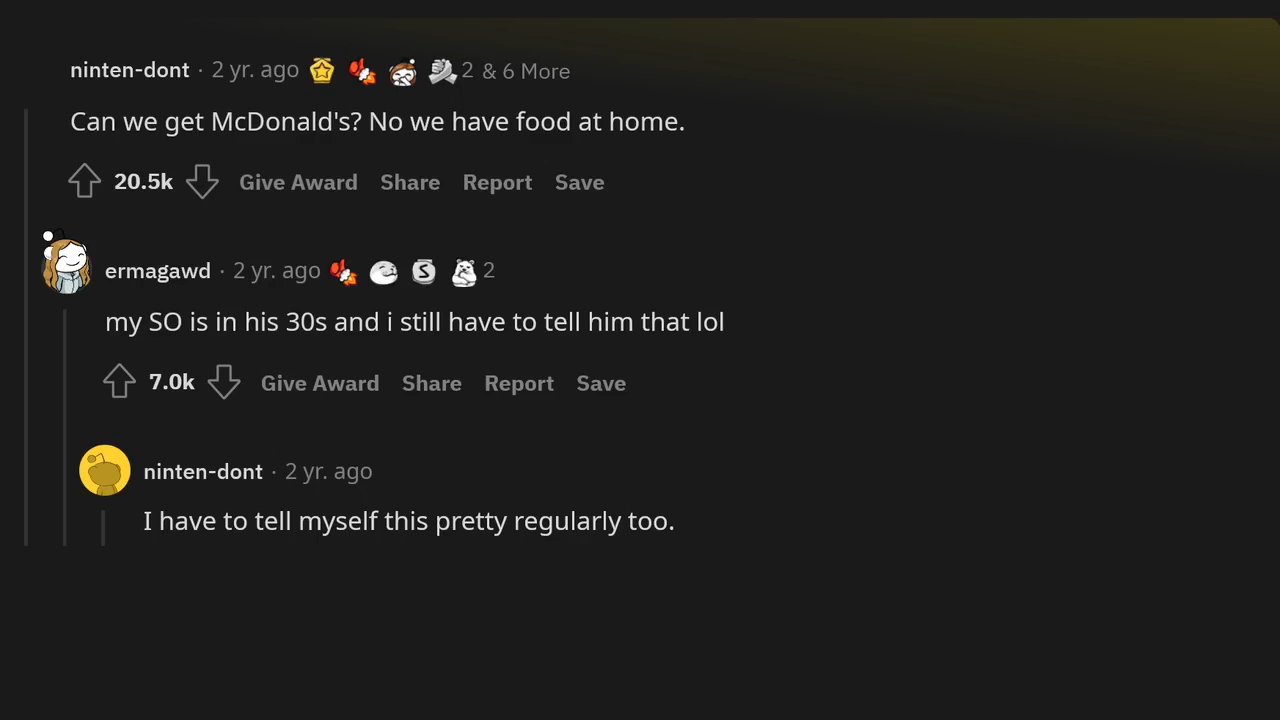 ninten-dont · 2 yr. ago 2 & 6 More
Can we get McDonald's? No we have food at home.
20.5k Give Award Share Report Save
ermagawd · 2 yr. ago 2
my SO is in his 30s and i still have to tell him that lol
7.0k Give Award Share Report Save
ninten-dont · 2 yr. ago
I have to tell myself this pretty regularly too.